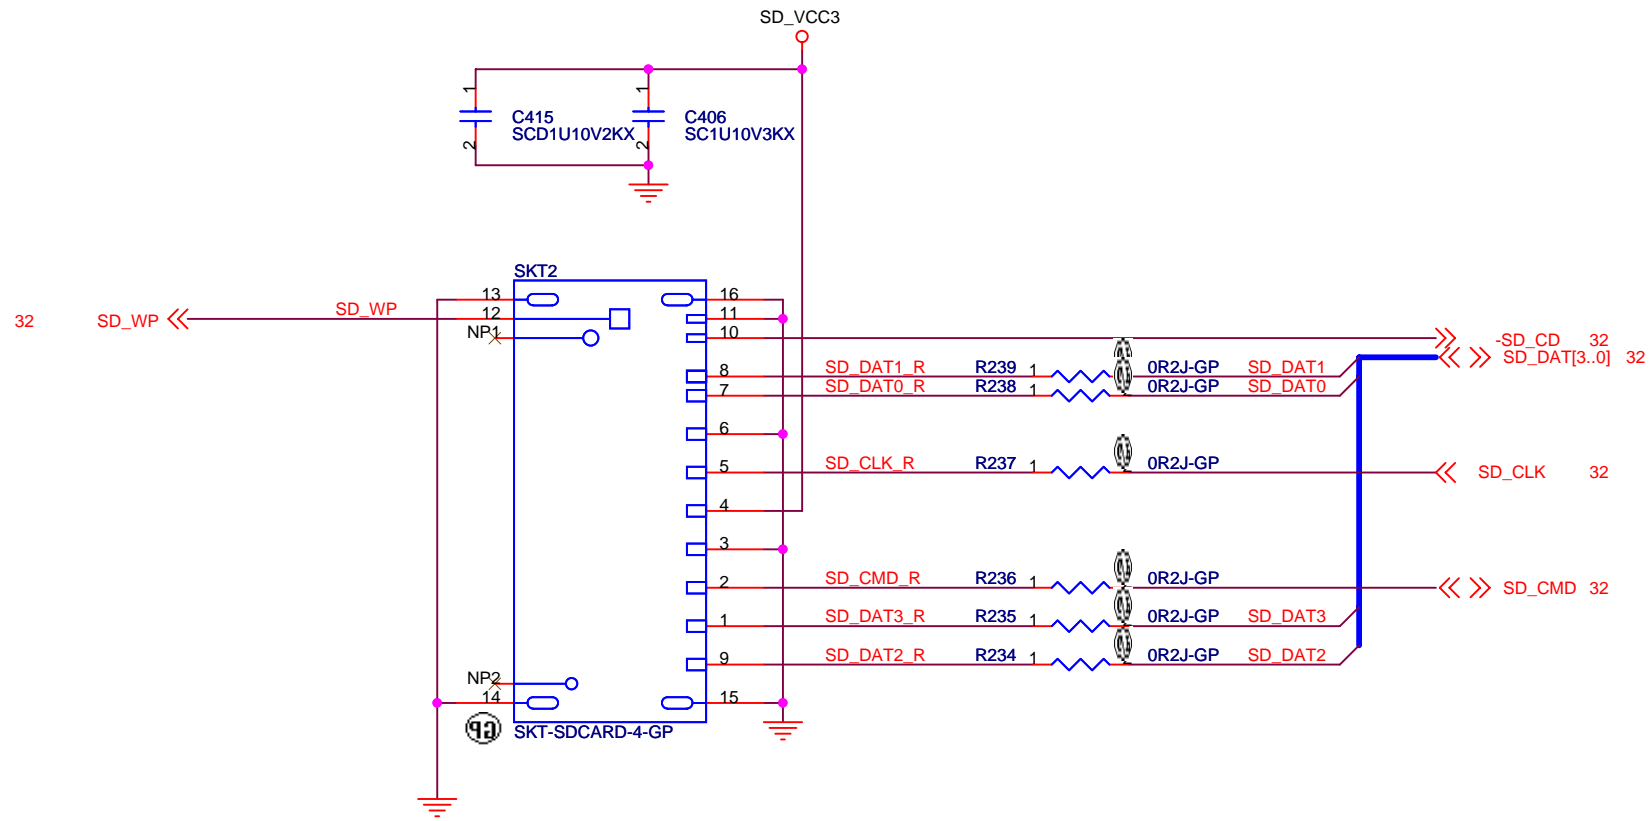 SD_VCC3
1
1
C415
SCD1U10V2KX
C406
SC1U10V3KX
2
2
SKT2
13
16
32 SD_WP SD_WP 12
11
NP1
10
-SD_CD 32
SD_DAT[3..0] 32
8 SD_DAT1_R R239 1 0R2J-GP SD_DAT1
7 SD_DAT0_R R238 1 0R2J-GP SD_DAT0
6
5 SD_CLK_R R237 1 0R2J-GP SD_CLK 32
4
3
2 SD_CMD_R R236 1 0R2J-GP SD_CMD 32
1 SD_DAT3_R R235 1 0R2J-GP SD_DAT3
9 SD_DAT2_R R234 1 0R2J-GP SD_DAT2
NP2
14
15
SKT-SDCARD-4-GP